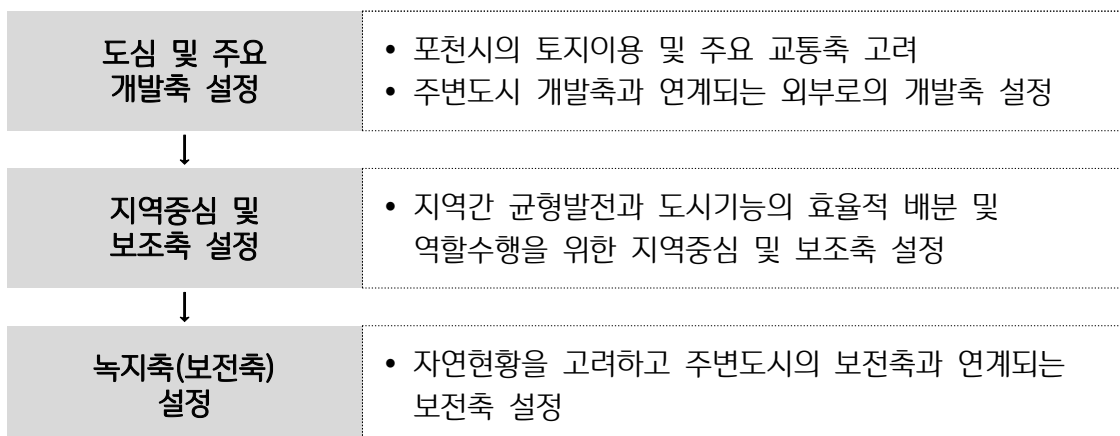 도심 및 주요
개발축 설정
• 포천시의 토지이용 및 주요 교통축 고려
• 주변도시 개발축과 연계되는 외부로의 개발축 설정
↓
지역중심 및
보조축 설정
• 지역간 균형발전과 도시기능의 효율적 배분 및
역할수행을 위한 지역중심 및 보조축 설정
↓
녹지축(보전축)
설정
• 자연현황을 고려하고 주변도시의 보전축과 연계되는
보전축 설정